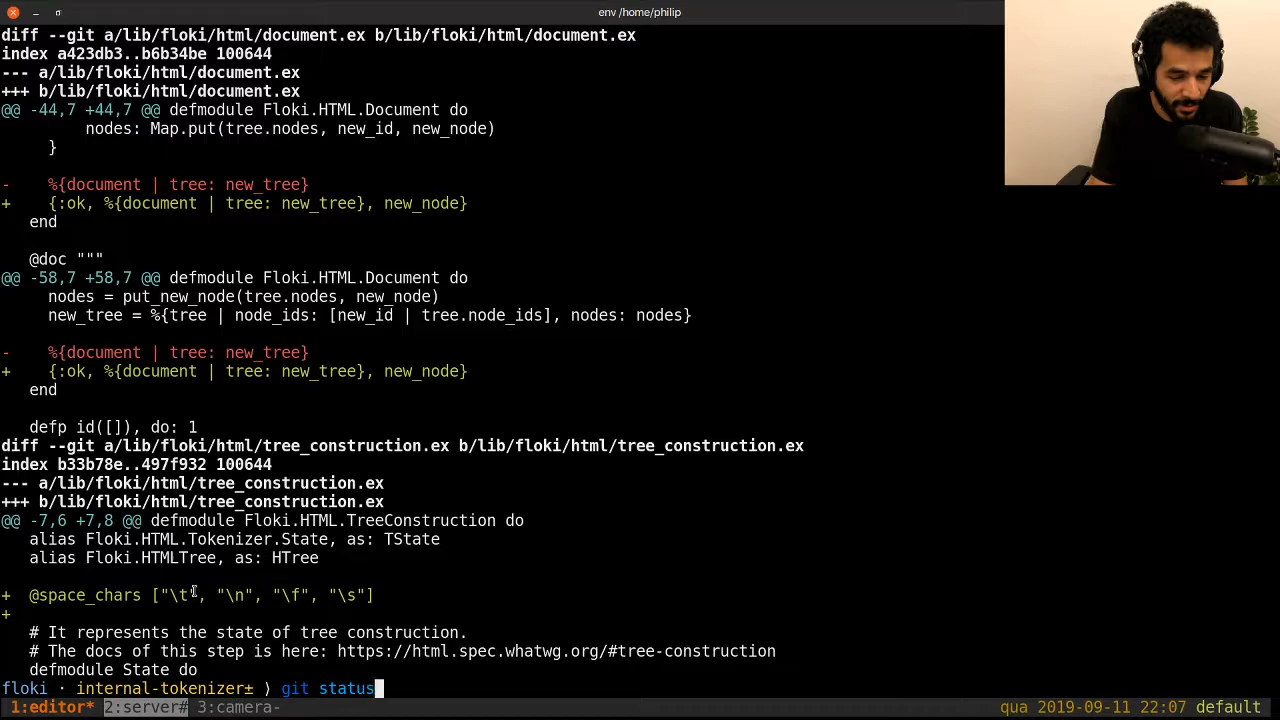 env /home/philip
diff --git a/lib/floki/html/document.ex b/lib/floki/html/document.ex
index a423db3..b6b34be 100644
--- a/lib/floki/html/document.ex
+++ b/lib/floki/html/document.ex
@@ -44,7 +44,7 @@ defmodule Floki.HTML.Document do
         nodes: Map.put(tree.nodes, new_id, new_node)
     }

-    %{document | tree: new_tree}
+    {:ok, %{document | tree: new_tree}, new_node}
   end

   @doc """
@@ -58,7 +58,7 @@ defmodule Floki.HTML.Document do
     nodes = put_new_node(tree.nodes, new_node)
     new_tree = %{tree | node_ids: [new_id | tree.node_ids], nodes: nodes}

-    %{document | tree: new_tree}
+    {:ok, %{document | tree: new_tree}, new_node}
   end

   defp id([]), do: 1
diff --git a/lib/floki/html/tree_construction.ex b/lib/floki/html/tree_construction.ex
index b33b78e..497f932 100644
--- a/lib/floki/html/tree_construction.ex
+++ b/lib/floki/html/tree_construction.ex
@@ -7,6 +7,8 @@ defmodule Floki.HTML.TreeConstruction do
   alias Floki.HTML.Tokenizer.State, as: TState
   alias Floki.HTMLTree, as: HTree

+  @space_chars ["\t", "\n", "\f", "\s"]
+
   # It represents the state of tree construction.
   # The docs of this step is here: https://html.spec.whatwg.org/#tree-construction
   defmodule State do
floki · internal-tokenizer± ) git status
1:editor* 2:server# 3:camera- qua 2019-09-11 22:07 default